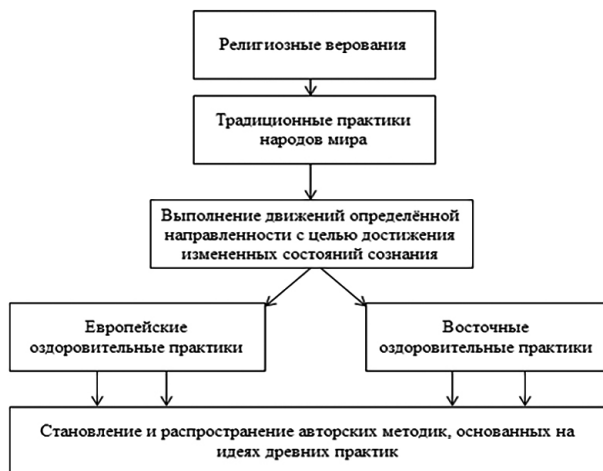 Религиозные верования
Традиционные практики
народов мира
Выполнение движений определённой
направленности с целью достижения
измененных состояний сознания
Европейские
оздоровительные практики
Восточные
оздоровительные практики
Становление и распространение авторских методик, основанных на
идеях древних практик